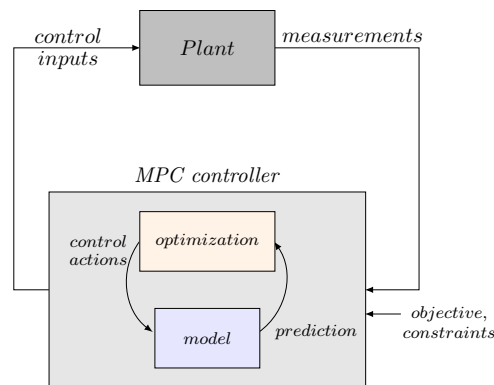 control
inputs
Plant
measurements
MPC controller
optimization
control
actions
model
prediction
objective,
constraints